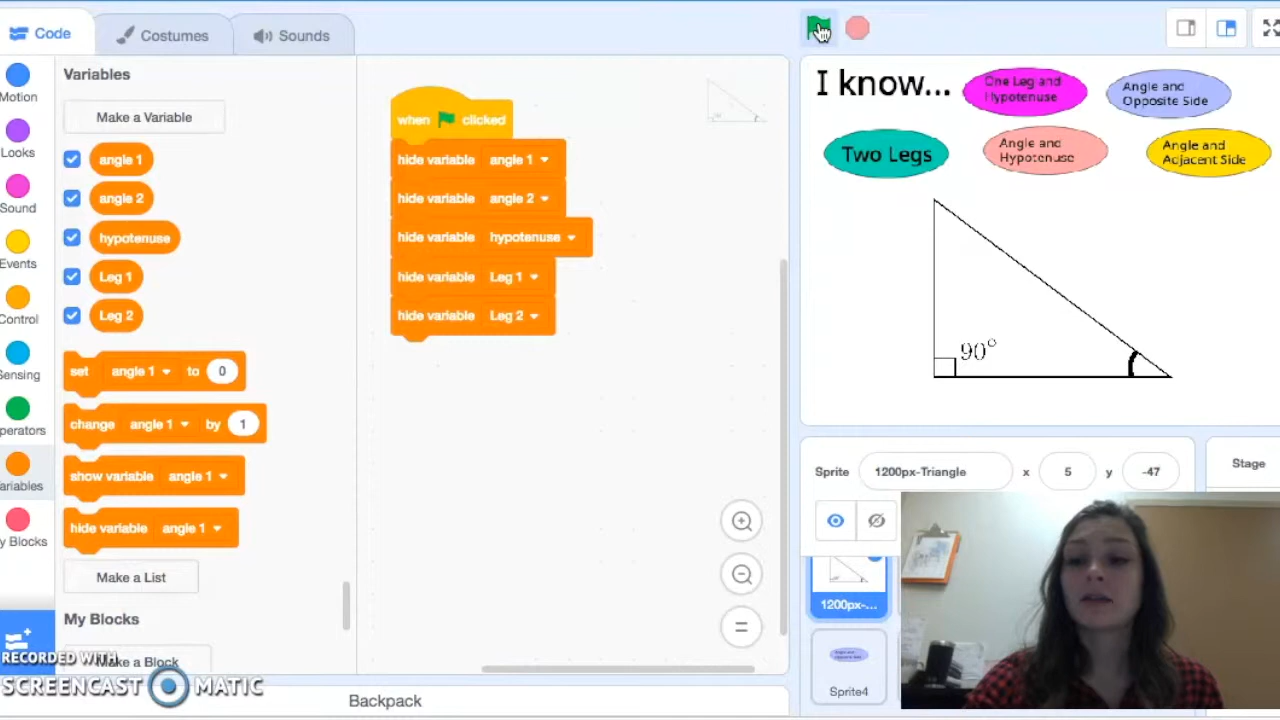 Code
Costumes
Sounds
Motion
Looks
Sound
Events
Control
Sensing
perators
ariables
y Blocks
Variables
Make a Variable
angle 1
angle 2
hypotenuse
Leg 1
Leg 2
set angle 1 to 0
change angle 1 by 1
show variable angle 1
hide variable angle 1
Make a List
My Blocks
Make a Block
when clicked
hide variable angle 1
hide variable angle 2
hide variable hypotenuse
hide variable Leg 1
hide variable Leg 2
Backpack
RECORDED WITH
SCREENCAST MATIC
I know...
One Leg and
Hypotenuse
Angle and
Opposite Side
Two Legs
Angle and
Hypotenuse
Angle and
Adjacent Side
90°
Sprite 1200px-Triangle x 5 y -47
Stage
1200px-...
Sprite4